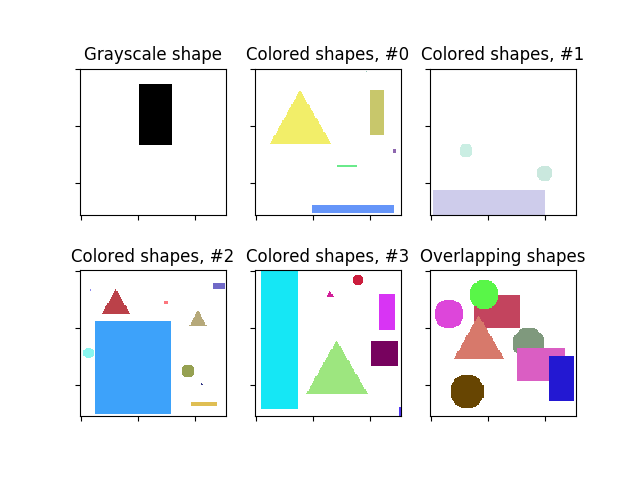 Grayscale shape
Colored shapes, #0
Colored shapes, #1
Colored shapes, #2
Colored shapes, #3
Overlapping shapes